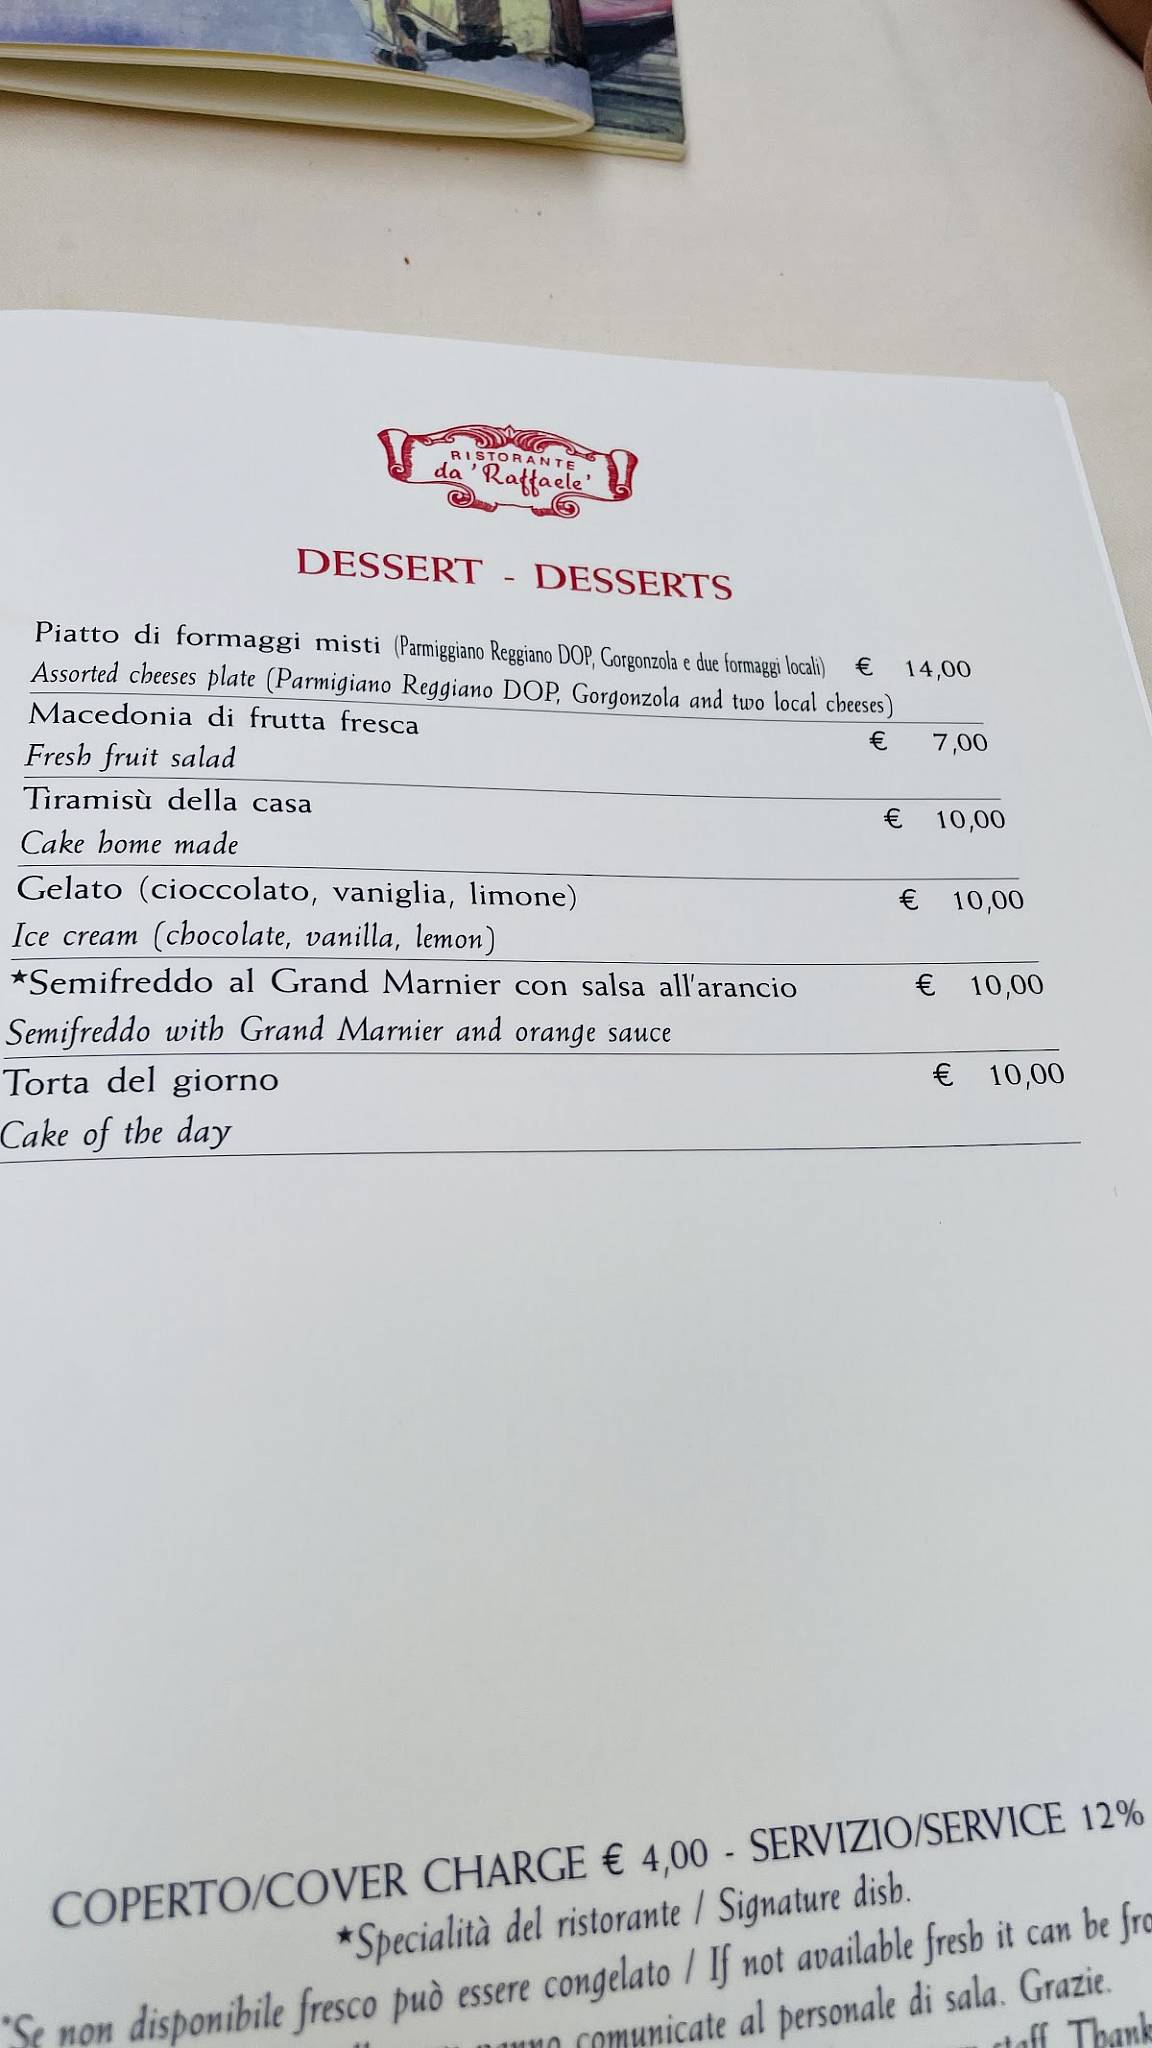 RISTORANTE
da 'Raffaele'
DESSERT - DESSERTS
Piatto di formaggi misti (Parmiggiano Reggiano DOP, Gorgonzola e due formaggi locali) € 14,00
Assorted cheeses plate (Parmigiano Reggiano DOP, Gorgonzola and two local cheeses)
Macedonia di frutta fresca € 7,00
Fresh fruit salad
Tiramisù della casa € 10,00
Cake home made
Gelato (cioccolato, vaniglia, limone) € 10,00
Ice cream (chocolate, vanilla, lemon)
*Semifreddo al Grand Marnier con salsa all'arancio € 10,00
Semifreddo with Grand Marnier and orange sauce
Torta del giorno € 10,00
Cake of the day
COPERTO/COVER CHARGE € 4,00 - SERVIZIO/SERVICE 12%
*Specialità del ristorante / Signature dish.
*Se non disponibile fresco può essere congelato / If not available fresh it can be fro
comunicate al personale di sala. Grazie.
staff. Thank